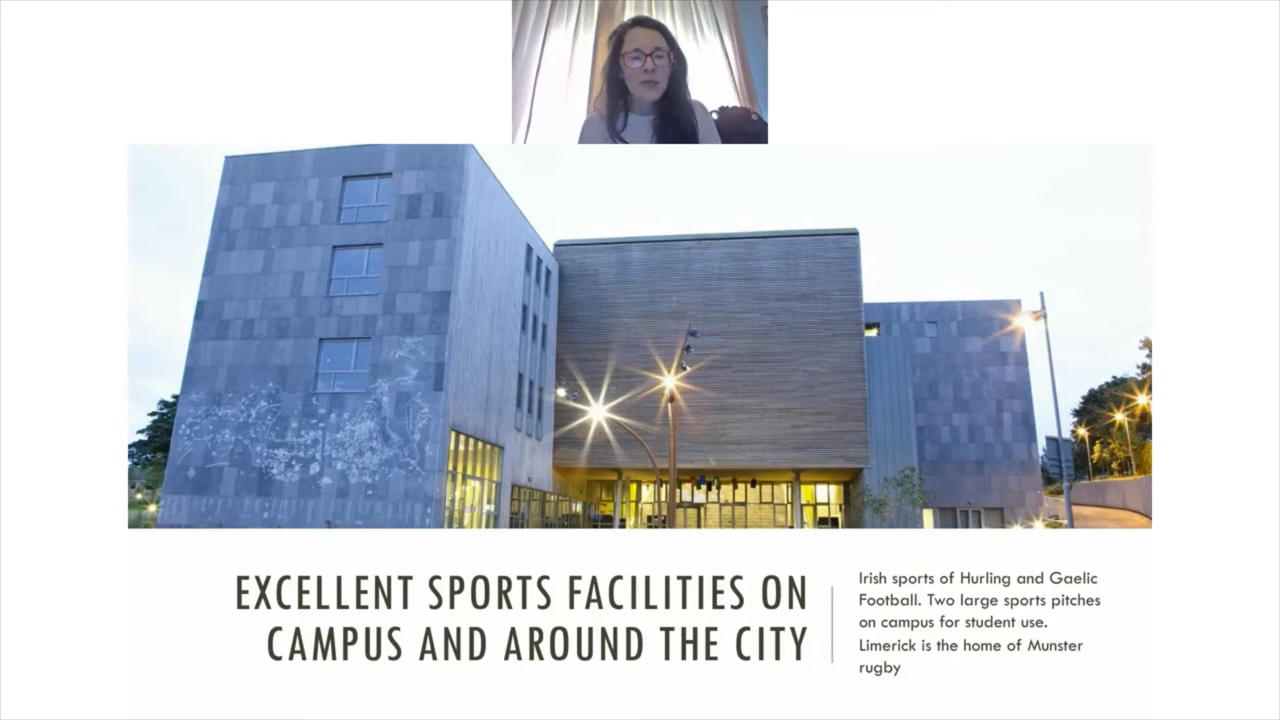 EXCELLENT SPORTS FACILITIES ON
CAMPUS AND AROUND THE CITY
Irish sports of Hurling and Gaelic
Football. Two large sports pitches
on campus for student use.
Limerick is the home of Munster
rugby